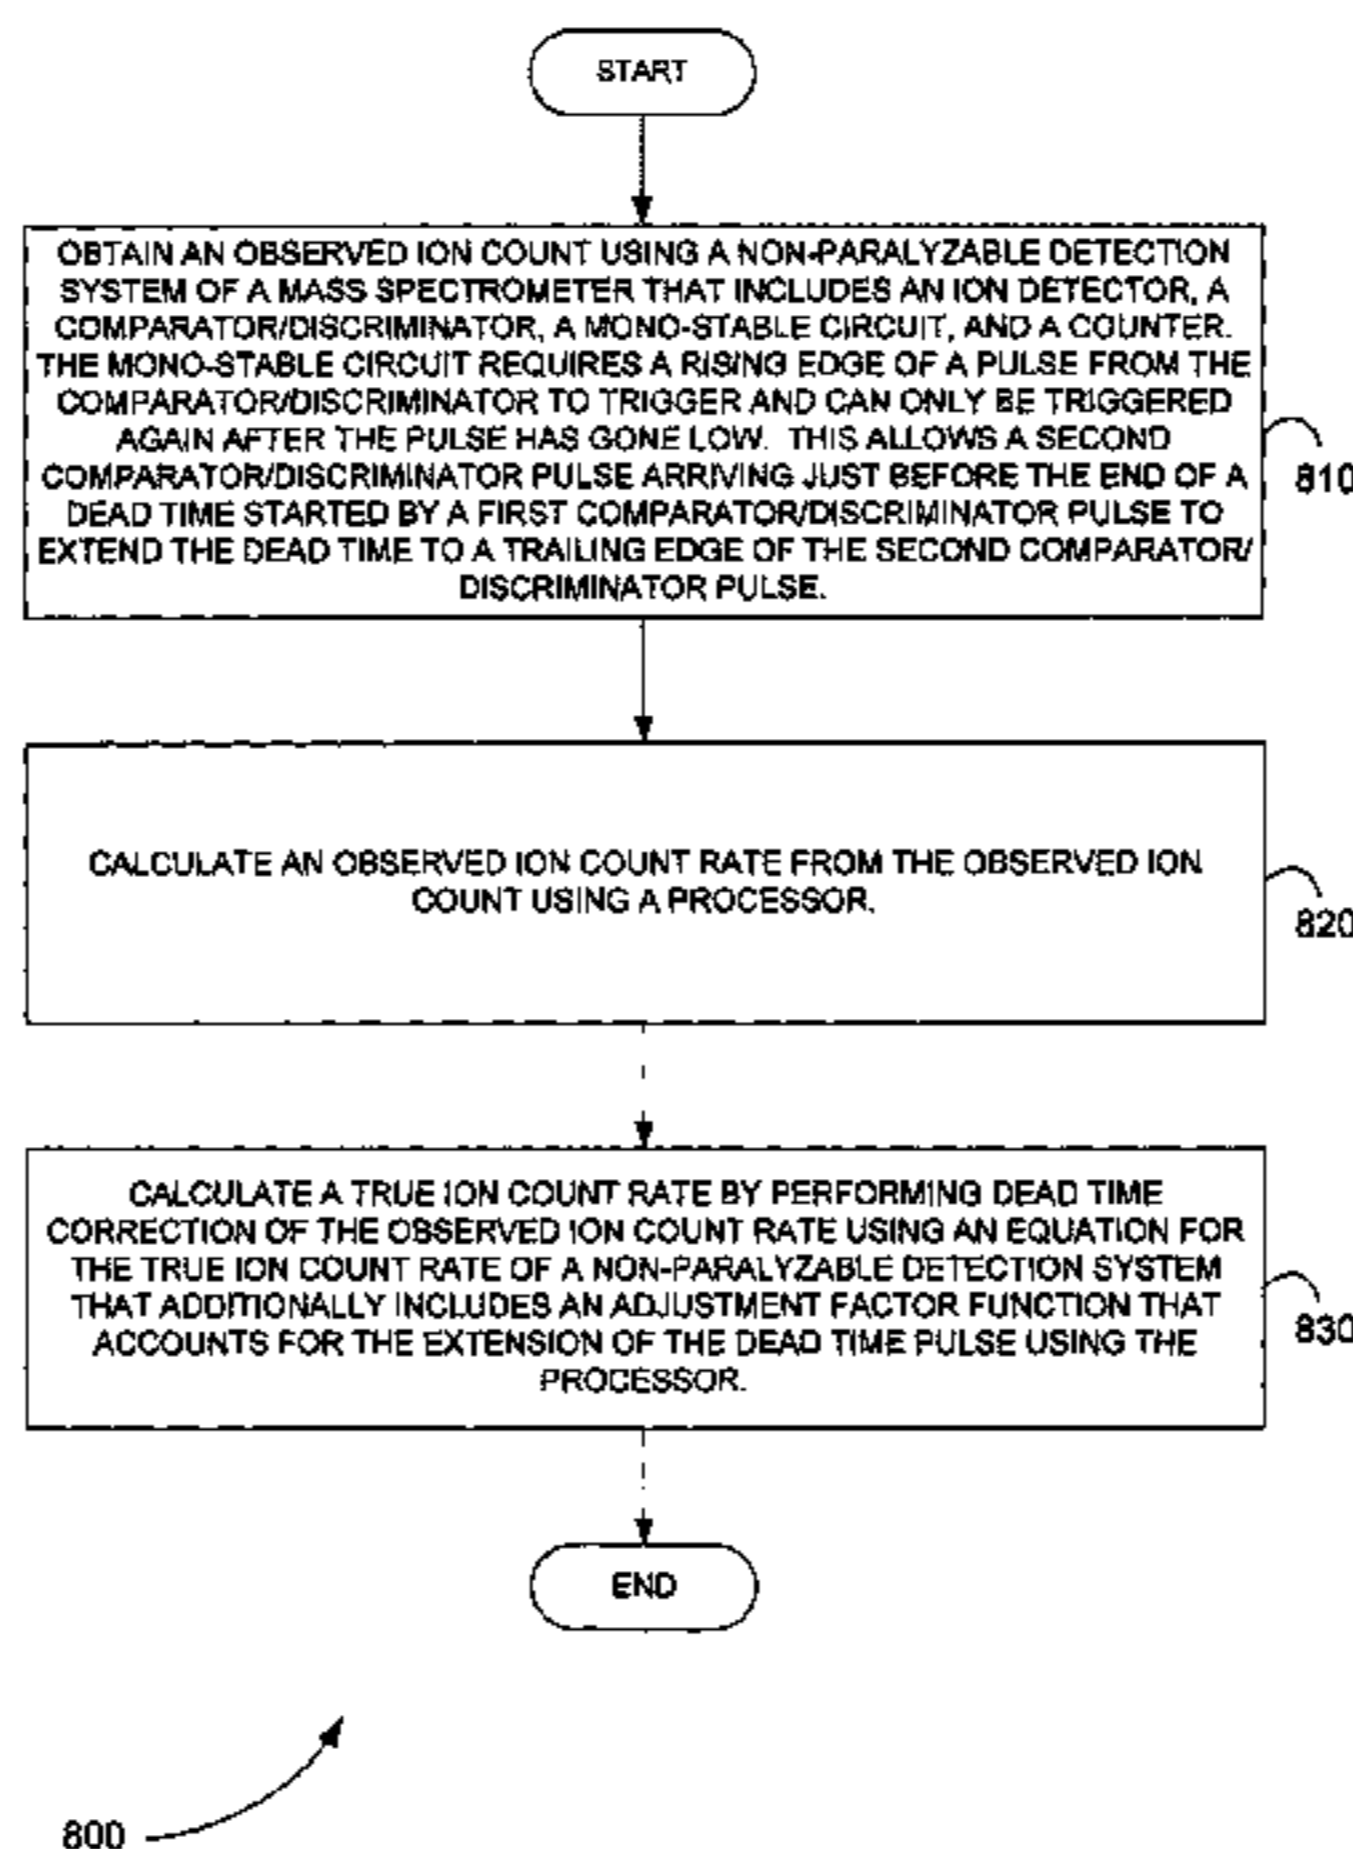 START
OBTAIN AN OBSERVED ION COUNT USING A NON-PARALYZABLE DETECTION
SYSTEM OF A MASS SPECTROMETER THAT INCLUDES AN ION DETECTOR, A
COMPARATOR/DISCRIMINATOR, A MONO-STABLE CIRCUIT, AND A COUNTER.
THE MONO-STABLE CIRCUIT REQUIRES A RISING EDGE OF A PULSE FROM THE
COMPARATOR/DISCRIMINATOR TO TRIGGER AND CAN ONLY BE TRIGGERED
AGAIN AFTER THE PULSE HAS GONE LOW. THIS ALLOWS A SECOND
COMPARATOR/DISCRIMINATOR PULSE ARRIVING JUST BEFORE THE END OF A
DEAD TIME STARTED BY A FIRST COMPARATOR/DISCRIMINATOR PULSE TO
EXTEND THE DEAD TIME TO A TRAILING EDGE OF THE SECOND COMPARATOR/
DISCRIMINATOR PULSE.
810
CALCULATE AN OBSERVED ION COUNT RATE FROM THE OBSERVED ION
COUNT USING A PROCESSOR.
820
CALCULATE A TRUE ION COUNT RATE BY PERFORMING DEAD TIME
CORRECTION OF THE OBSERVED ION COUNT RATE USING AN EQUATION FOR
THE TRUE ION COUNT RATE OF A NON-PARALYZABLE DETECTION SYSTEM
THAT ADDITIONALLY INCLUDES AN ADJUSTMENT FACTOR FUNCTION THAT
ACCOUNTS FOR THE EXTENSION OF THE DEAD TIME PULSE USING THE
PROCESSOR.
830
END
800